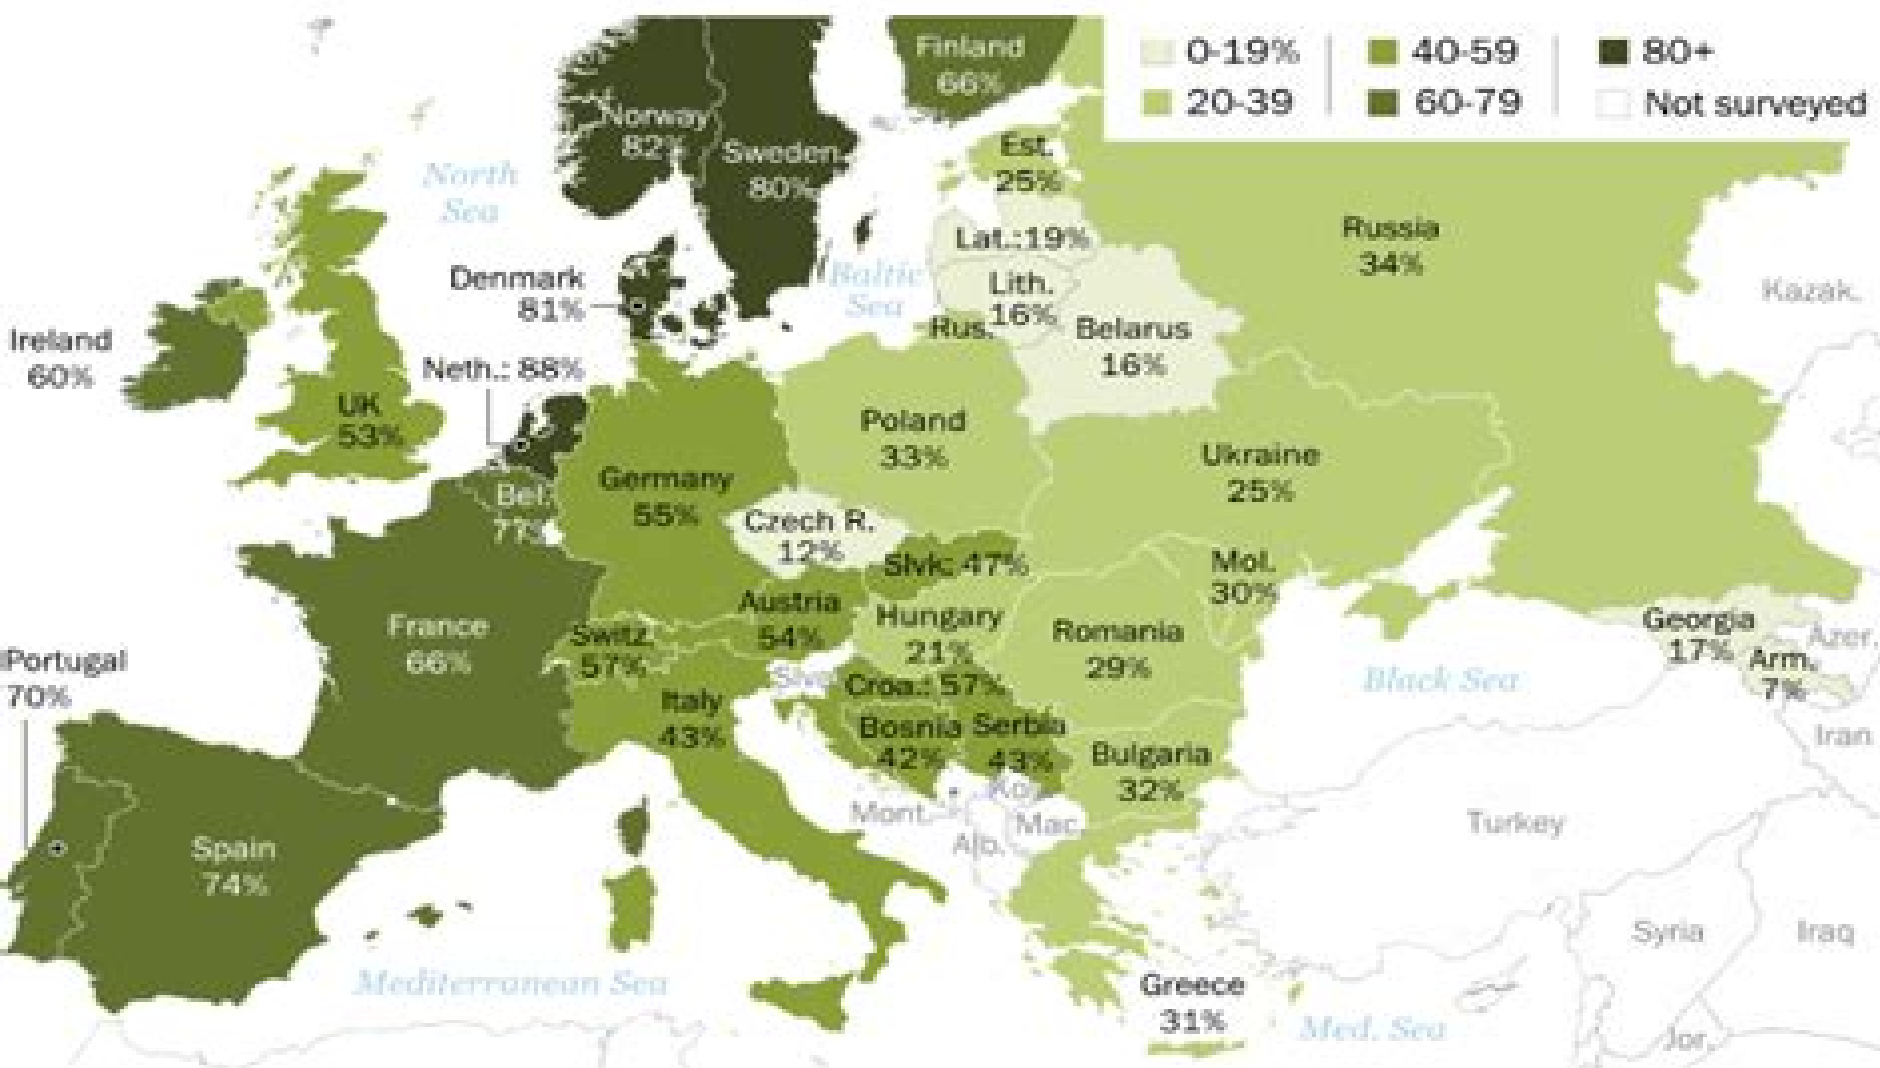 0-19%
40-59
80+
20-39
60-79
Not surveyed
Finland
66%
Norway
82%
Sweden
80%
North
Sea
Est.
25%
Russia
34%
Lat.:19%
Denmark
81%
Baltic
Sea
Lith.
16%
Rus.
Belarus
16%
Kazak.
Ireland
60%
Neth.: 88%
UK
53%
Poland
33%
Ukraine
25%
Germany
55%
Bel.
77%
Czech R.
12%
Slvk: 47%
Mol.
30%
Austria
54%
Hungary
21%
Romania
29%
France
66%
Switz.
57%
Georgia
17%
Azer.
Arm.
7%
Portugal
70%
Black Sea
Croa.: 57%
Italy
43%
Bosnia
42%
Serbia
43%
Iran
Bulgaria
32%
Mont.
Mac.
Alb.
Turkey
Spain
74%
Syria
Iraq
Mediterranean Sea
Greece
31%
Med. Sea
Jor.